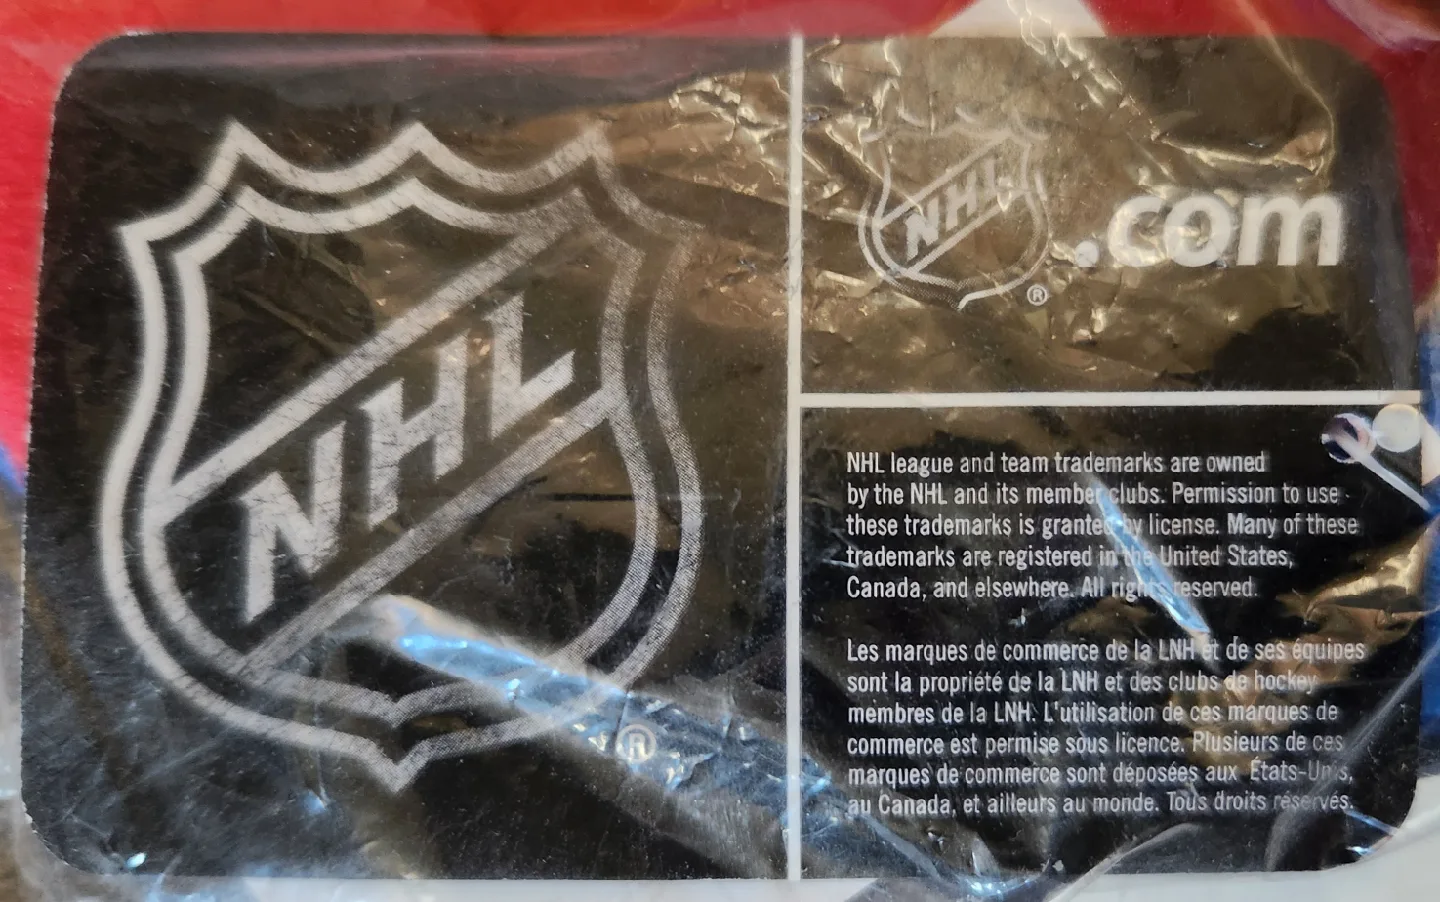 NHL
®
NHL ® .com
NHL league and team trademarks are owned
by the NHL and its member clubs. Permission to use
these trademarks is granted by license. Many of these
trademarks are registered in the United States,
Canada, and elsewhere. All rights reserved.
Les marques de commerce de la LNH et de ses équipes
sont la propriété de la LNH et des clubs de hockey
membres de la LNH. L'utilisation de ces marques de
commerce est permise sous licence. Plusieurs de ces
marques de commerce sont déposées aux États-Unis,
au Canada, et ailleurs au monde. Tous droits réservés.